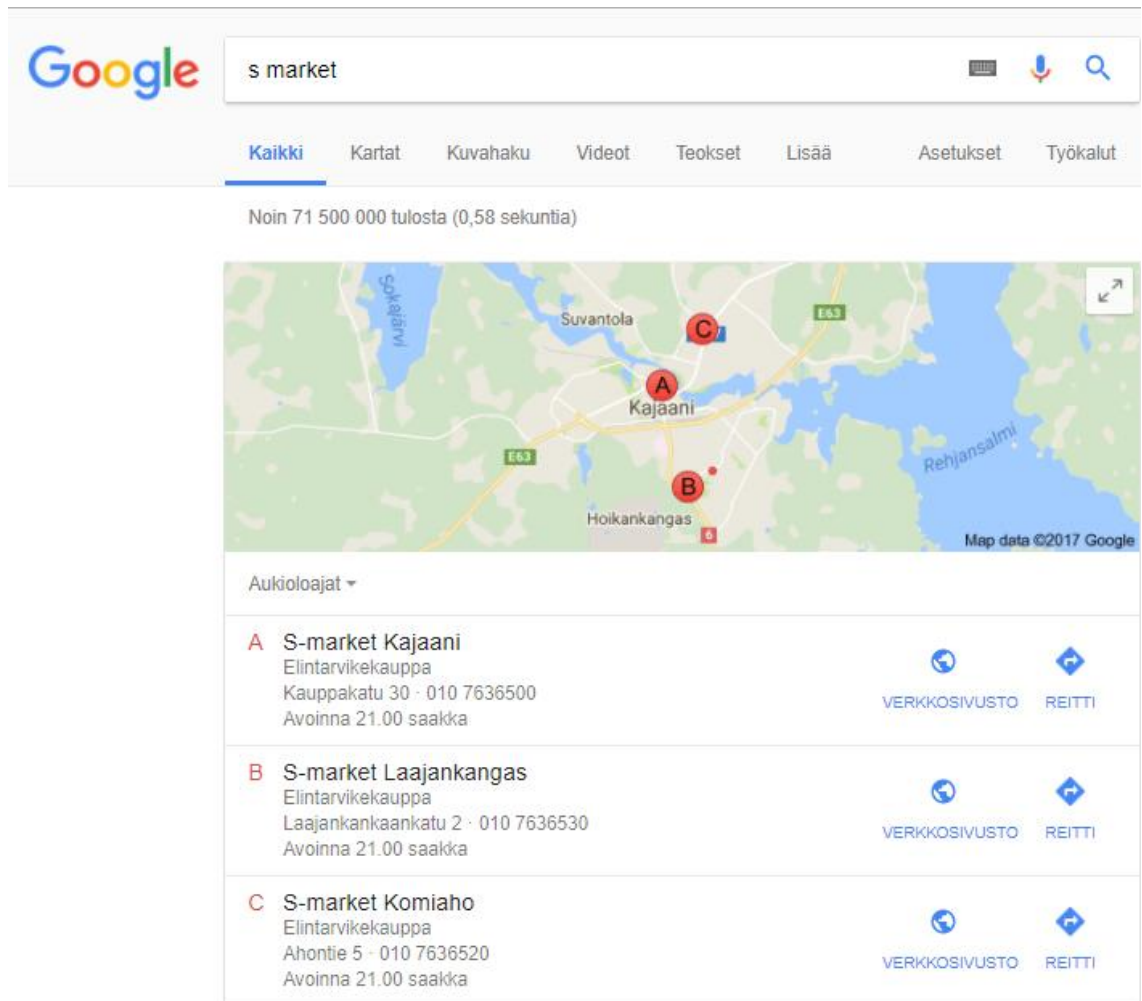 Google
s market
Kaikki Kartat Kuvahaku Videot Teokset Lisää Asetukset Työkalut
Noin 71 500 000 tulosta (0,58 sekuntia)
Sokajärvi
Suvantola
C
E63
A
Kajaani
E63
Rehjansalmi
B
Hoikankangas
6
Map data ©2017 Google
Aukioloajat
A S-market Kajaani
Elintarvikekauppa
Kauppakatu 30 · 010 7636500
Avoinna 21.00 saakka
VERKKOSIVUSTO REITTI
B S-market Laajankangas
Elintarvikekauppa
Laajankankaankatu 2 · 010 7636530
Avoinna 21.00 saakka
VERKKOSIVUSTO REITTI
C S-market Komiaho
Elintarvikekauppa
Ahontie 5 · 010 7636520
Avoinna 21.00 saakka
VERKKOSIVUSTO REITTI